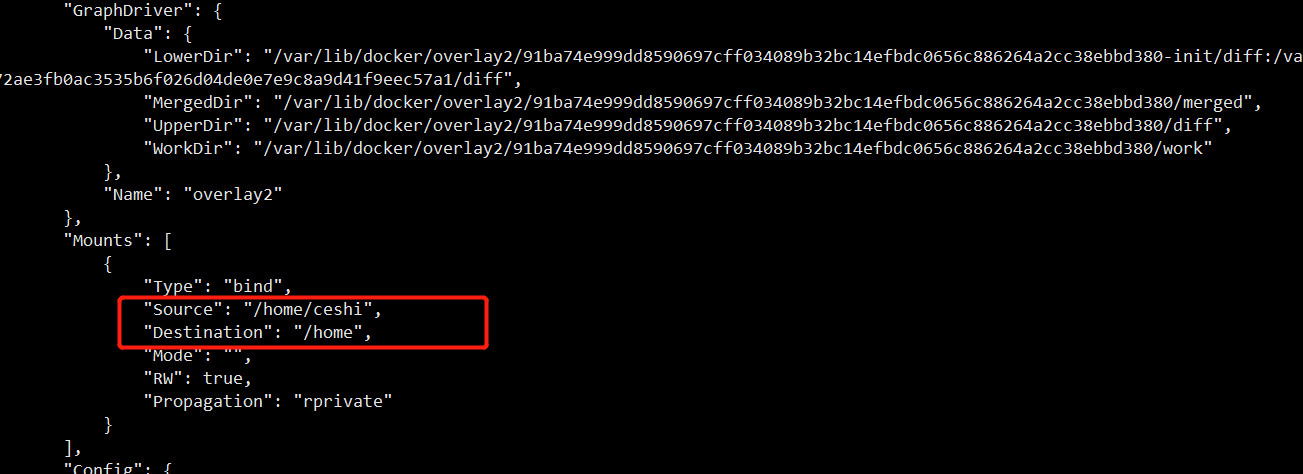 "GraphDriver": {
"Data": {
"LowerDir": "/var/lib/docker/overlay2/91ba74e999dd8590697cff034089b32bc14efbdc0656c886264a2cc38ebbd380-init/diff:/va
72ae3fb0ac3535b6f026d04de0e7e9c8a9d41f9eec57a1/diff",
"MergedDir": "/var/lib/docker/overlay2/91ba74e999dd8590697cff034089b32bc14efbdc0656c886264a2cc38ebbd380/merged",
"UpperDir": "/var/lib/docker/overlay2/91ba74e999dd8590697cff034089b32bc14efbdc0656c886264a2cc38ebbd380/diff",
"WorkDir": "/var/lib/docker/overlay2/91ba74e999dd8590697cff034089b32bc14efbdc0656c886264a2cc38ebbd380/work"
},
"Name": "overlay2"
},
"Mounts": [
{
"Type": "bind",
"Source": "/home/ceshi",
"Destination": "/home",
"Mode": "",
"RW": true,
"Propagation": "rprivate"
}
],
"Config": {